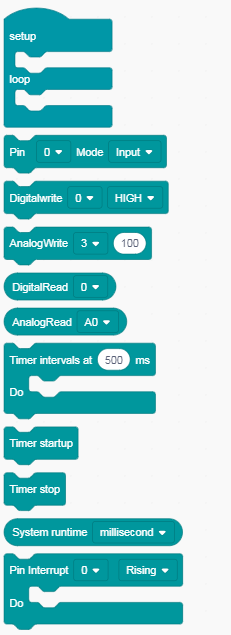 setup
loop
Pin 0 Mode Input
Digitalwrite 0 HIGH
AnalogWrite 3 100
DigitalRead 0
AnalogRead A0
Timer intervals at 500 ms
Do
Timer startup
Timer stop
System runtime millisecond
Pin Interrupt 0 Rising
Do